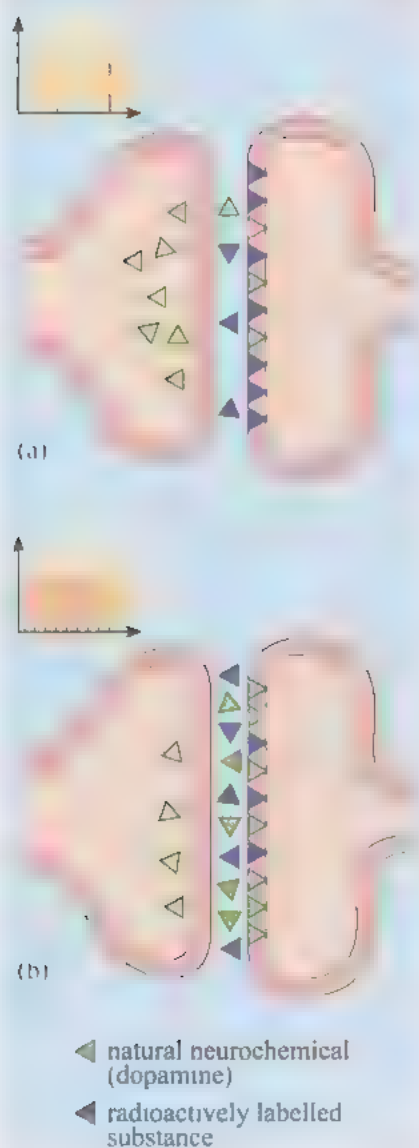 (a)
(b)
natural neurochemical
(dopamine)
radioactively labelled
substance